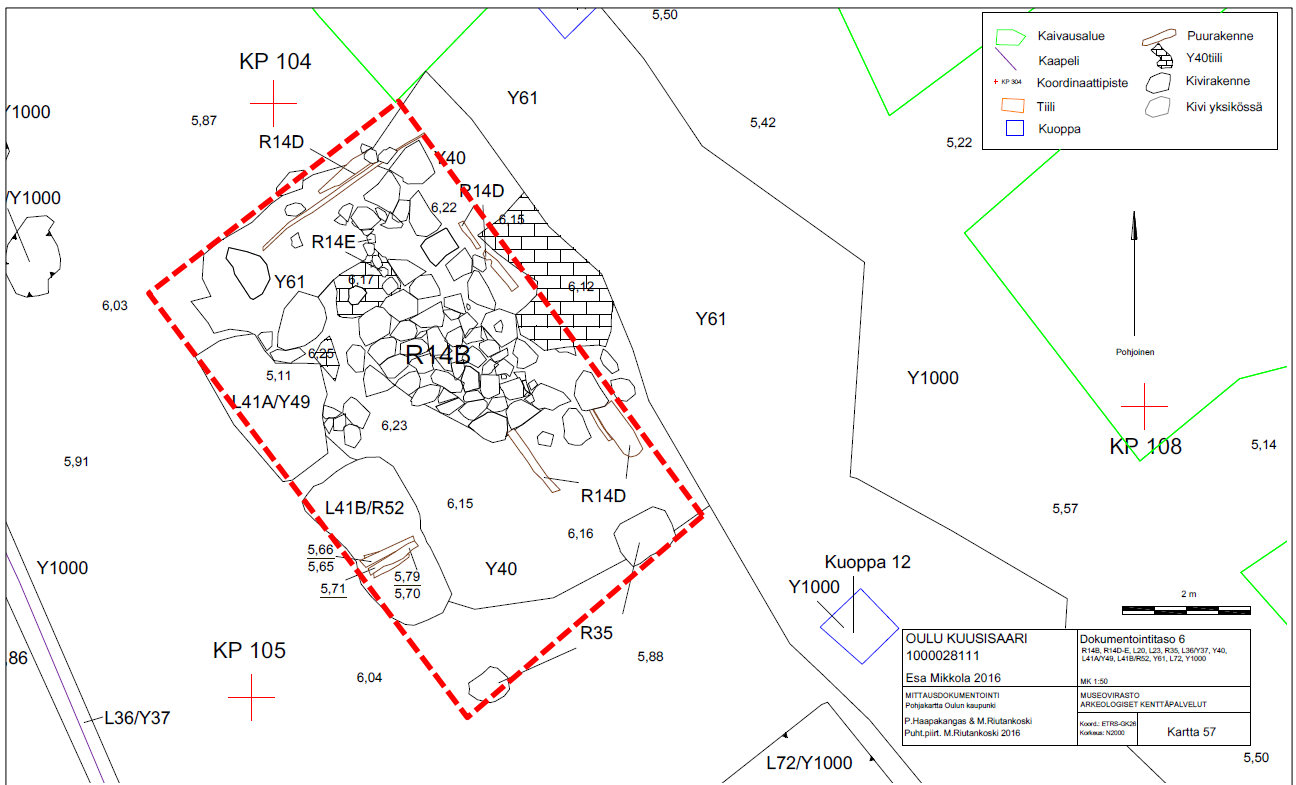 5,50
KP 104
Y1000
5,87
R14D
Y61
Y40
5,42
5,22
Kaivausalue
Kaapeli
+ KP 304 Koordinaattipiste
Tiili
Kuoppa
Puurakenne
Y40tiili
Kivirakenne
Kivi yksikössä
/Y1000
6,22
R14D
6,15
R14E
6,17
Y61
6,12
6,03
Y61
R14B
6,25
5,11
L41A/Y49
6,23
Pohjoinen
Y1000
KP 108
5,14
5,91
L41B/R52
6,15
R14D
6,16
5,57
5,66
5,65
5,71
5,79
5,70
Y40
Y1000
Kuoppa 12
Y1000
2 m
R35
KP 105
,86
6,04
5,88
L36/Y37
OULU KUUSISAARI
1000028111
Esa Mikkola 2016
MITTAUSDOKUMENTOINTI
Pohjakartta Oulun kaupunki
P.Haapakangas & M.Riutankoski
Puht.piirt. M.Riutankoski 2016
Dokumentointitaso 6
R14B, R14D-E, L20, L23, R35, L36/Y37, Y40,
L41A/Y49, L41B/R52, Y61, L72, Y1000
MK 1:50
MUSEOVIRASTO
ARKEOLOGISET KENTTÄPALVELUT
Koord.: ETRS-GK26
Korkeus: N2000
Kartta 57
L72/Y1000
5,50